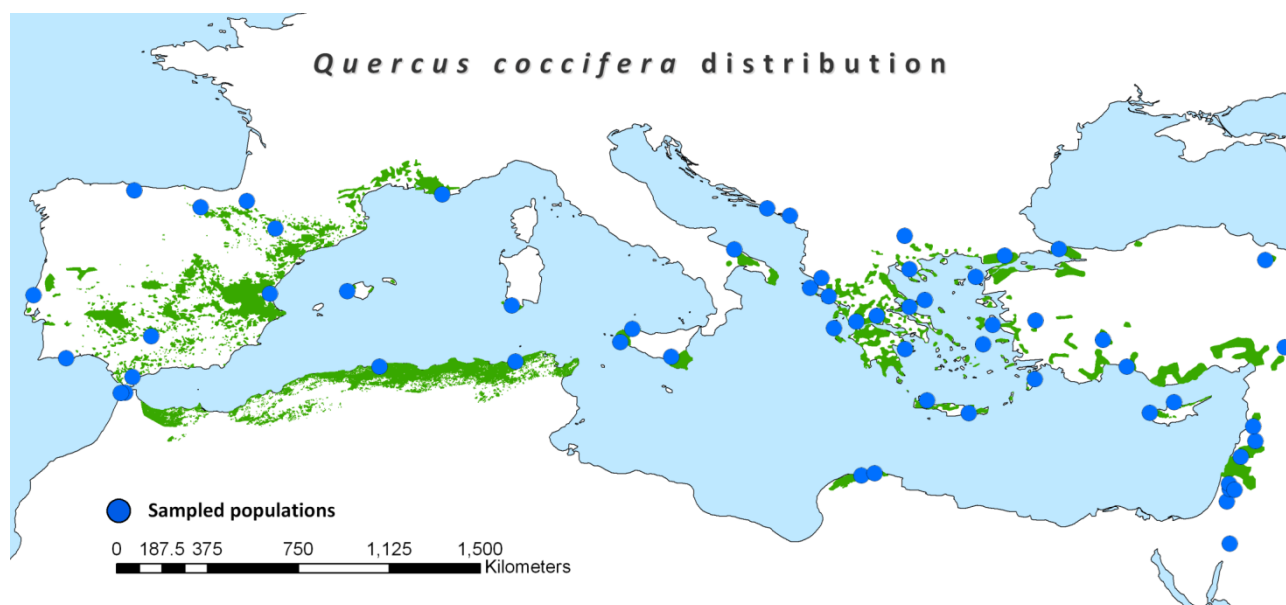 Quercus coccifera distribution
Sampled populations
0 187.5 375 750 1,125 1,500
Kilometers